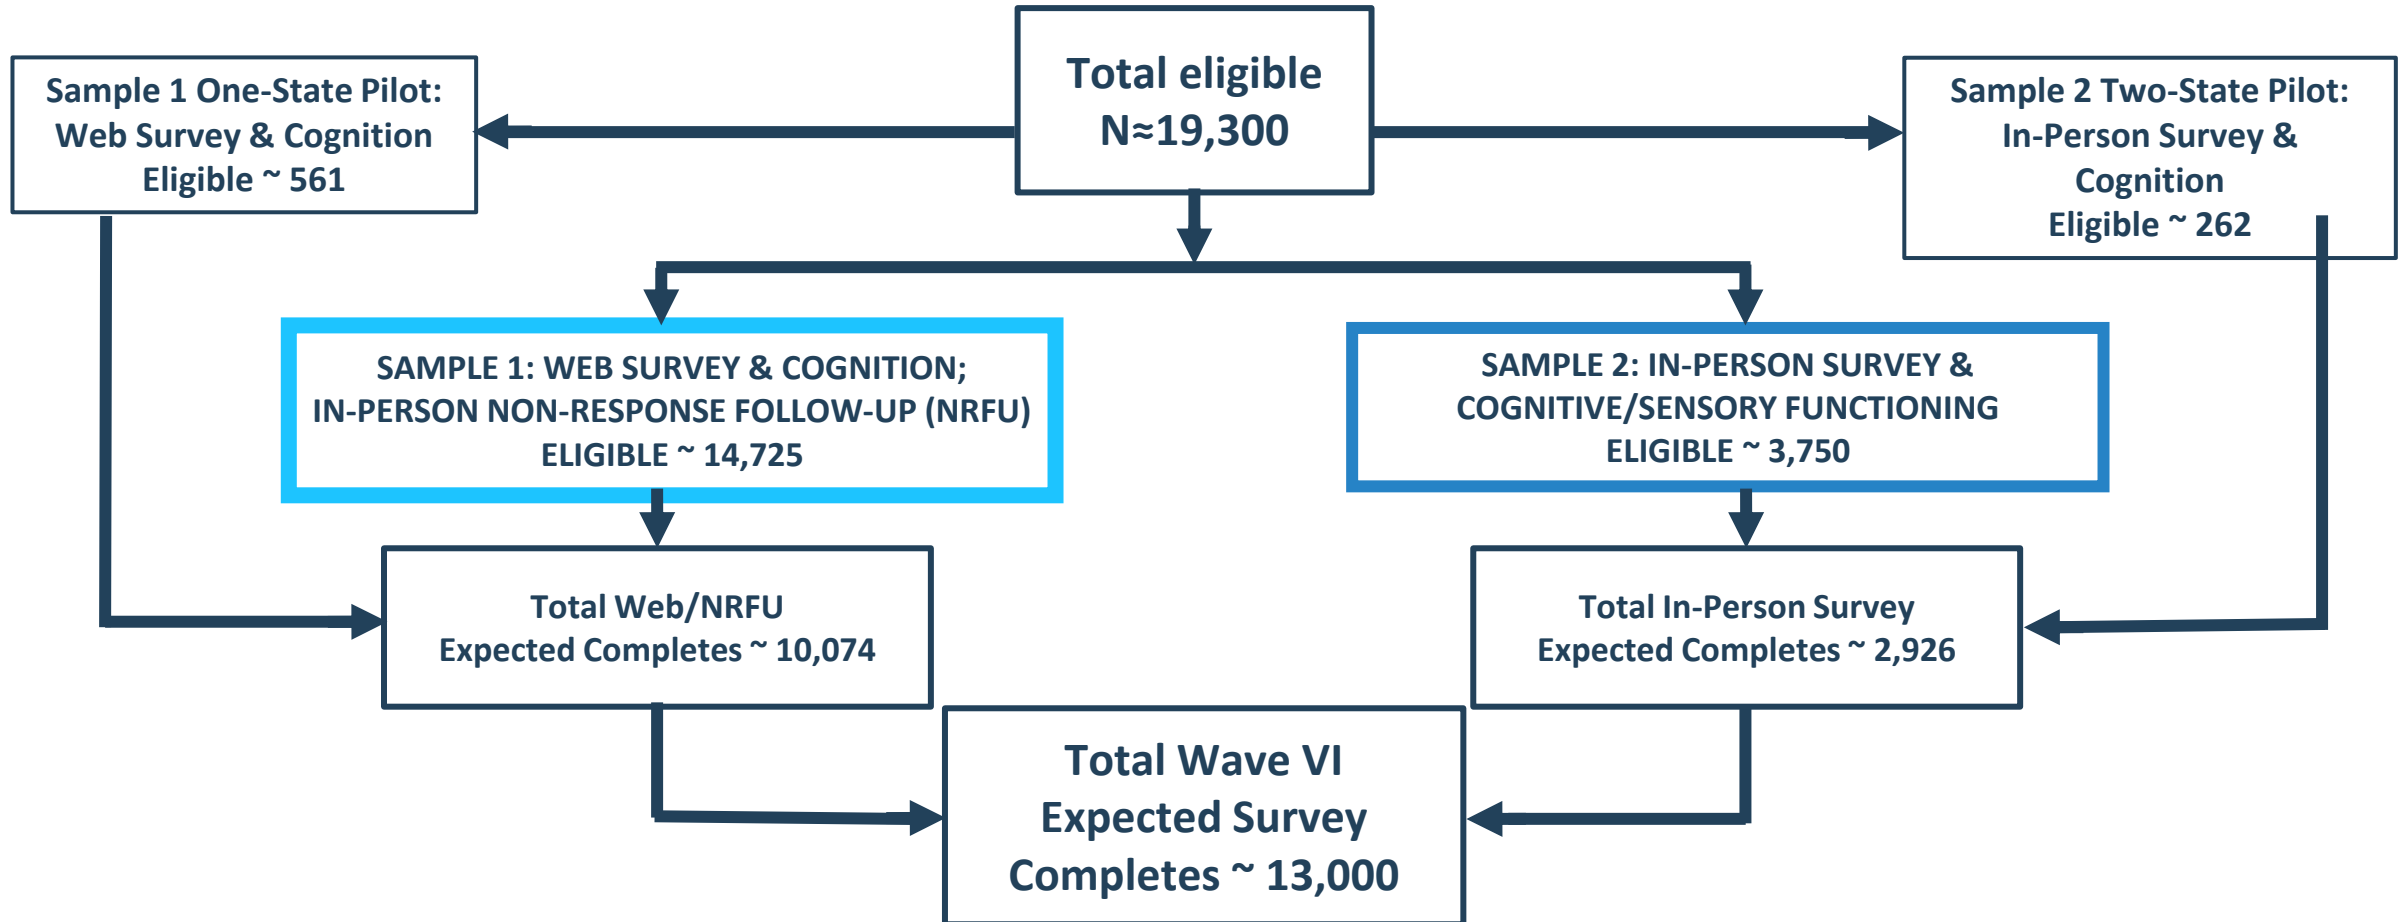 Total eligible
N≈19,300
Sample 1 One-State Pilot:
Web Survey & Cognition
Eligible ~ 561
Sample 2 Two-State Pilot:
In-Person Survey &
Cognition
Eligible ~ 262
SAMPLE 1: WEB SURVEY & COGNITION;
IN-PERSON NON-RESPONSE FOLLOW-UP (NRFU)
ELIGIBLE ~ 14,725
SAMPLE 2: IN-PERSON SURVEY &
COGNITIVE/SENSORY FUNCTIONING
ELIGIBLE ~ 3,750
Total Web/NRFU
Expected Completes ~ 10,074
Total In-Person Survey
Expected Completes ~ 2,926
Total Wave VI
Expected Survey
Completes ~ 13,000